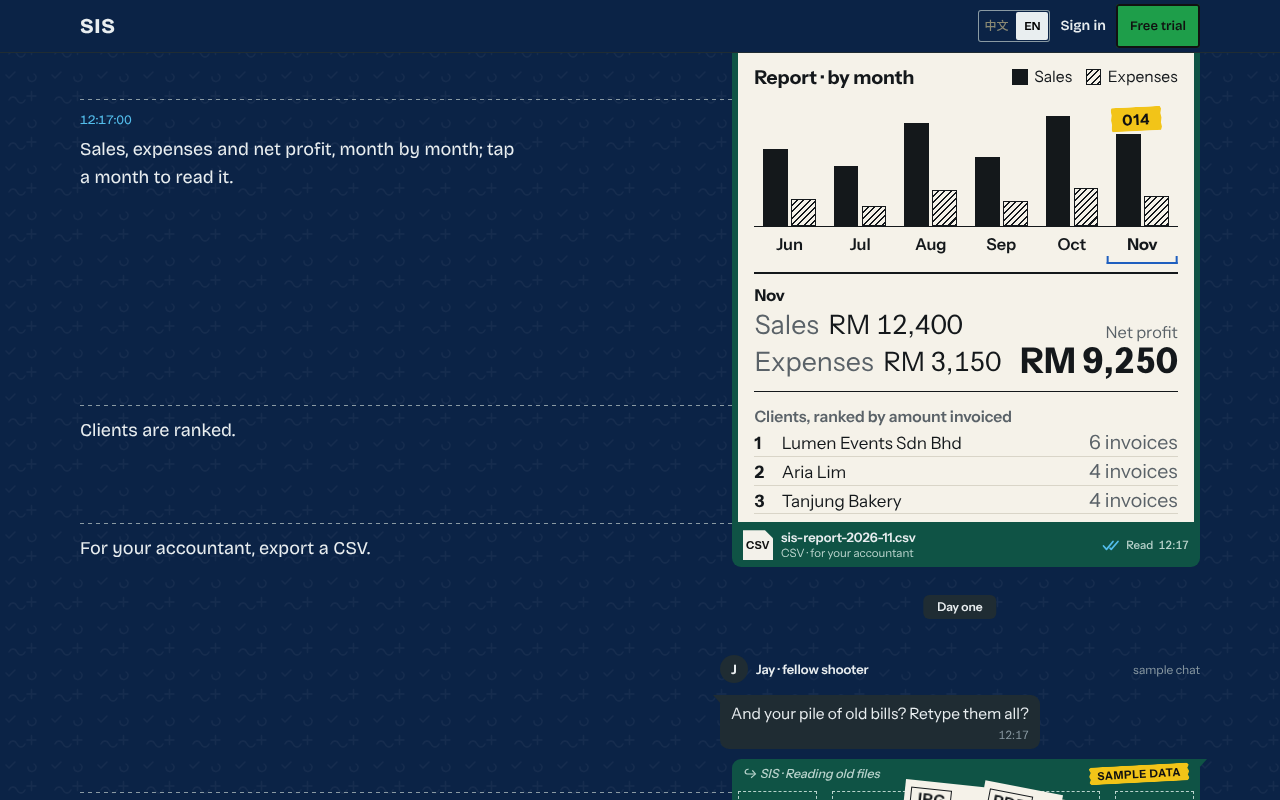 SIS
中文 EN Sign in Free trial
Report · by month
Sales Expenses
12:17:00
Sales, expenses and net profit, month by month; tap
a month to read it.
014
Jun Jul Aug Sep Oct Nov
Nov
Sales RM 12,400
Expenses RM 3,150
Net profit
RM 9,250
Clients are ranked.
Clients, ranked by amount invoiced
1 Lumen Events Sdn Bhd 6 invoices
2 Aria Lim 4 invoices
3 Tanjung Bakery 4 invoices
For your accountant, export a CSV.
CSV
sis-report-2026-11.csv
CSV · for your accountant
Read 12:17
Day one
J Jay · fellow shooter sample chat
And your pile of old bills? Retype them all?
12:17
↪ SIS · Reading old files
SAMPLE DATA